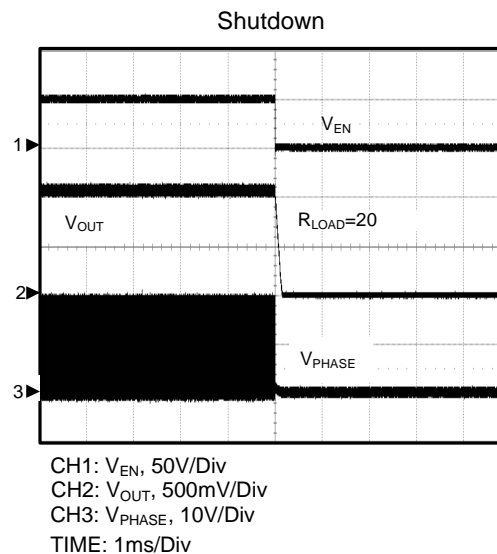 Shutdown
1
V_EN
V_OUT
R_LOAD=20
2
V_PHASE
3
CH1: V_EN, 50V/Div
CH2: V_OUT, 500mV/Div
CH3: V_PHASE, 10V/Div
TIME: 1ms/Div